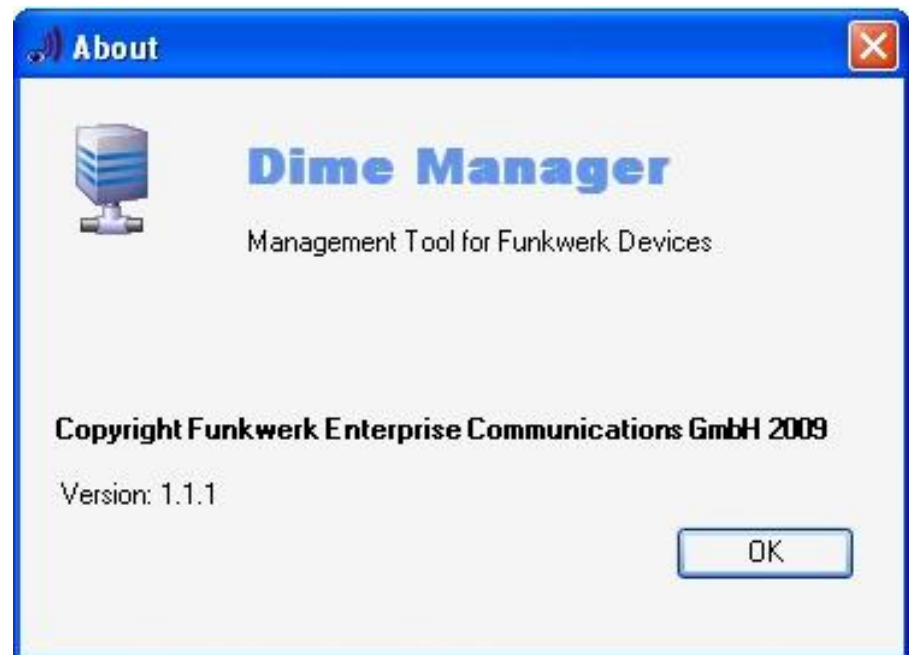 About
Dime Manager
Management Tool for Funkwerk Devices
Copyright Funkwerk Enterprise Communications GmbH 2009
Version: 1.1.1
OK